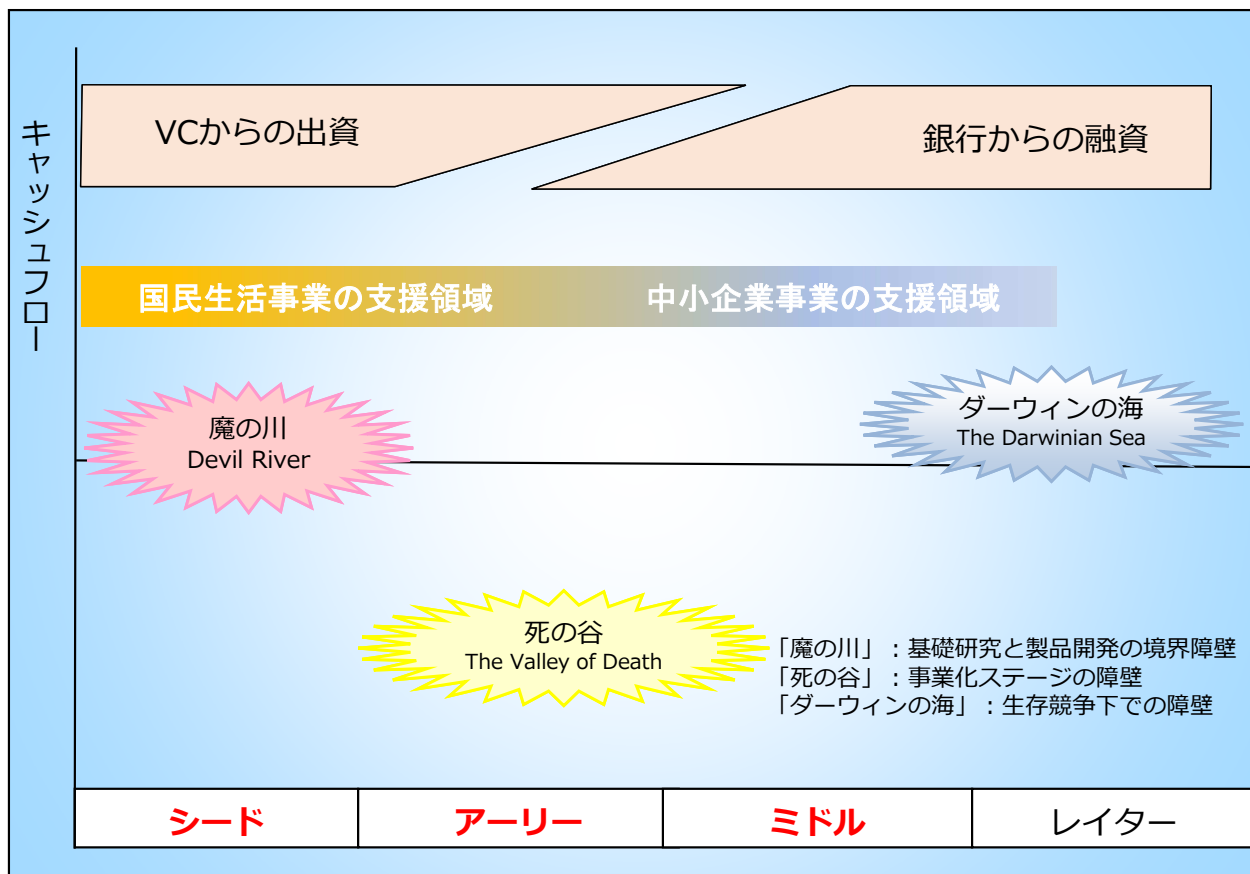 キャッシュフロー
VCからの出資
銀行からの融資
国民生活事業の支援領域
中小企業事業の支援領域
魔の川
Devil River
ダーウィンの海
The Darwinian Sea
死の谷
The Valley of Death
「魔の川」：基礎研究と製品開発の境界障壁
「死の谷」：事業化ステージの障壁
「ダーウィンの海」：生存競争下での障壁
シード
アーリー
ミドル
レイター